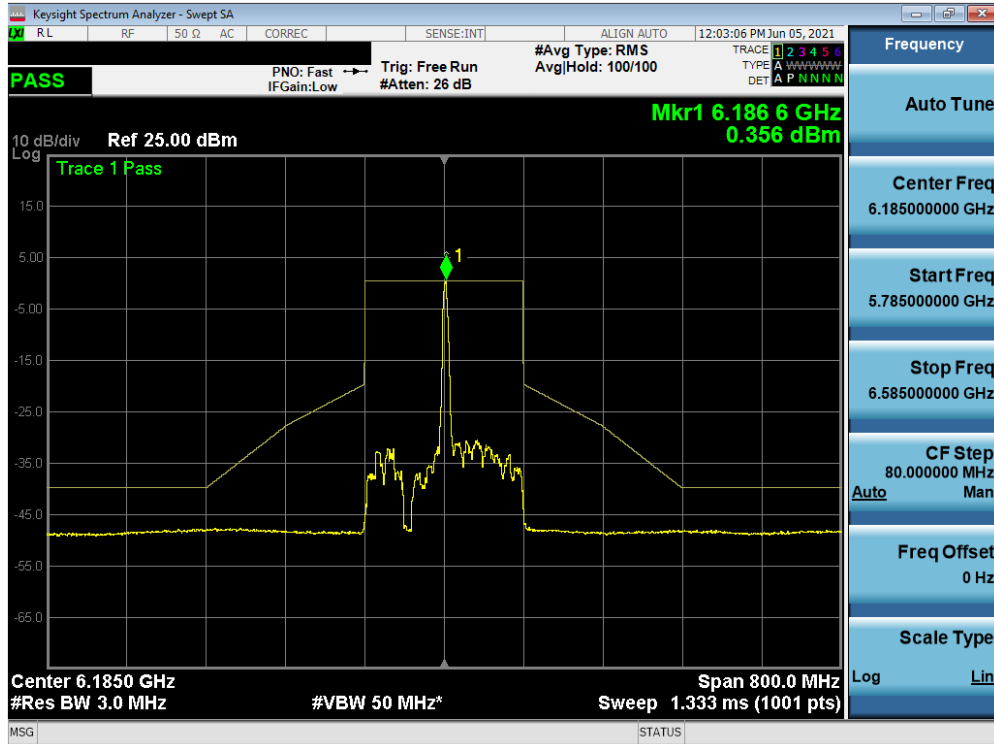 Keysight Spectrum Analyzer - Swept SA
LXI RL RF 50 Ω AC CORREC SENSE:INT ALIGN AUTO 12:03:06 PM Jun 05, 2021
PASS
PNO: Fast
IFGain:Low
Trig: Free Run
#Atten: 26 dB
#Avg Type: RMS
Avg|Hold: 100/100
TRACE 1 2 3 4 5 6
TYPE A WWWWW
DET A P N N N N
Mkr1 6.186 6 GHz
0.356 dBm
10 dB/div Ref 25.00 dBm
Log
Trace 1 Pass
15.0
5.00
-5.00
-15.0
-25.0
-35.0
-45.0
-55.0
-65.0
1
Center 6.1850 GHz Span 800.0 MHz
#Res BW 3.0 MHz #VBW 50 MHz* Sweep 1.333 ms (1001 pts)
MSG STATUS
Frequency
Auto Tune
Center Freq
6.185000000 GHz
Start Freq
5.785000000 GHz
Stop Freq
6.585000000 GHz
CF Step
80.000000 MHz
Auto Man
Freq Offset
0 Hz
Scale Type
Log Lin